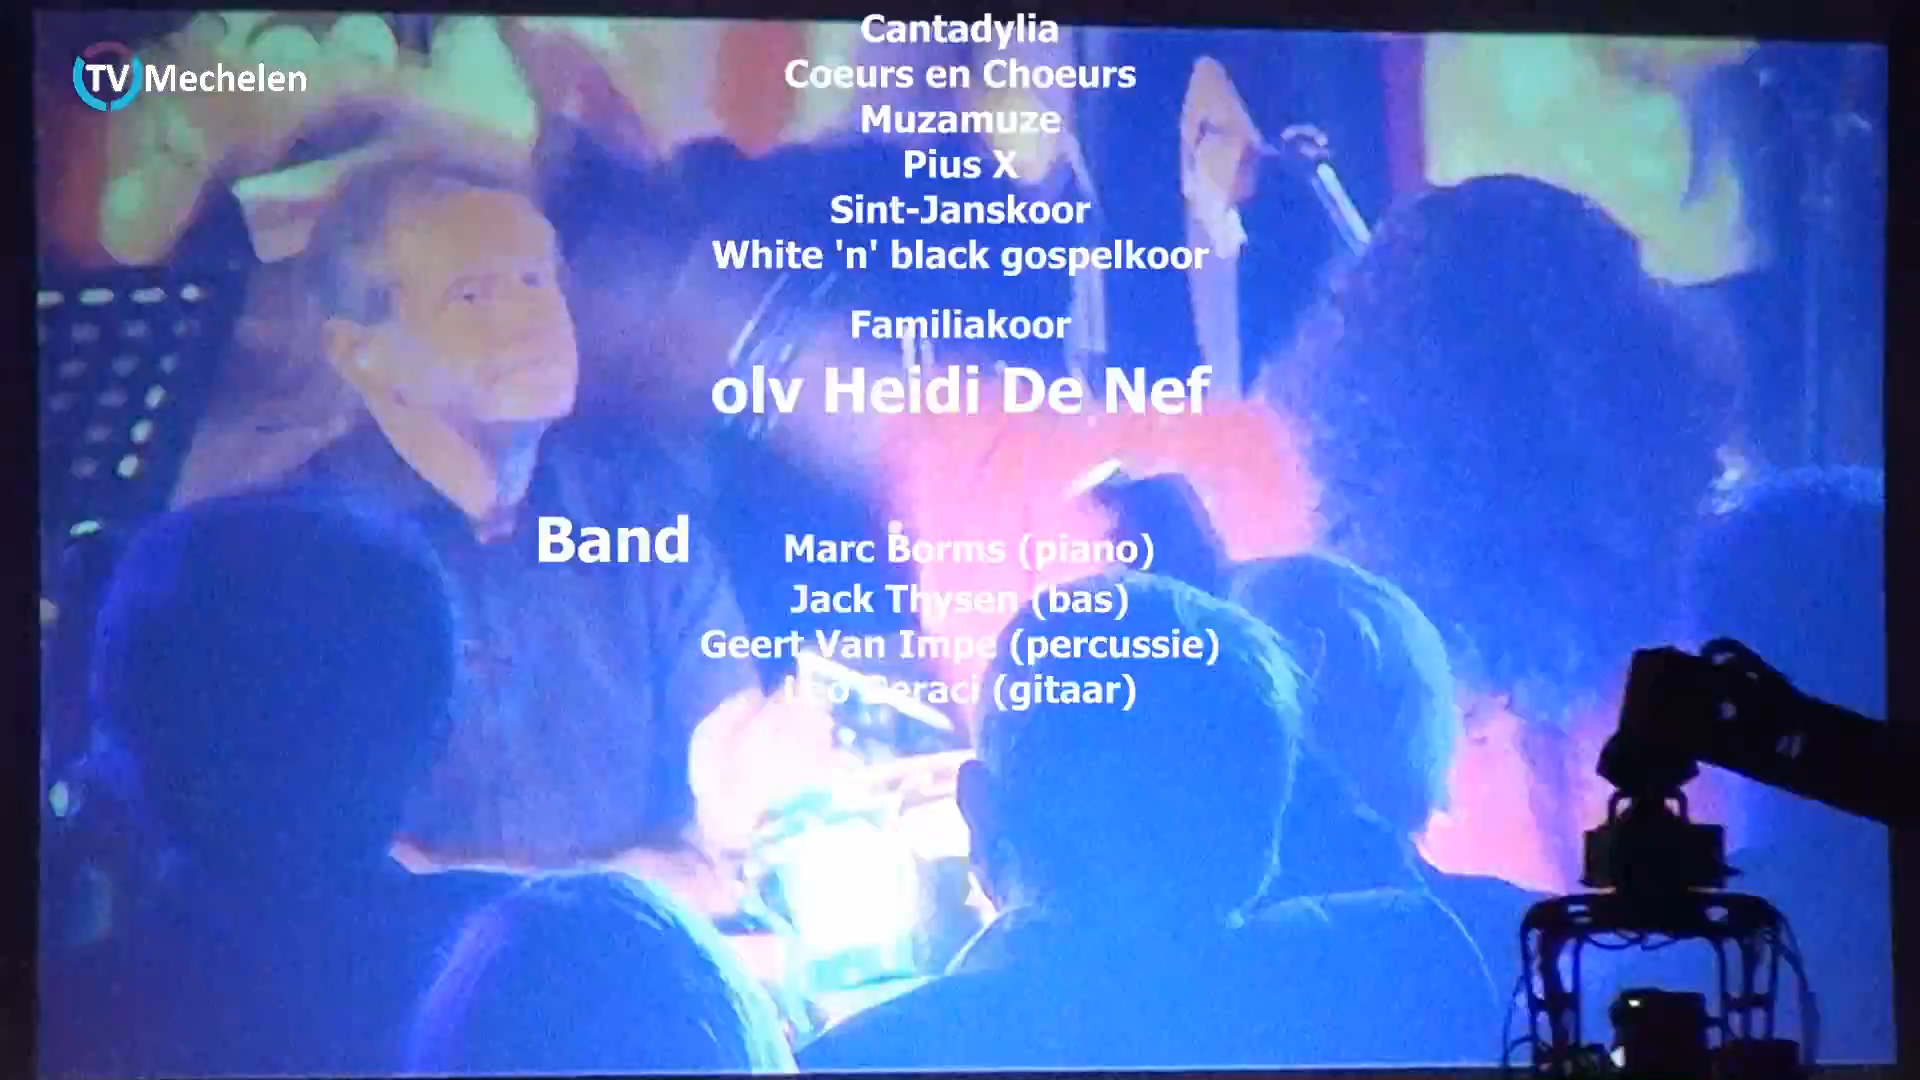 TV Mechelen
Cantadylia
Coeurs en Choeurs
Muzamuze
Pius X
Sint-Janskoor
White 'n' black gospelkoor
Familiakoor
olv Heidi De Nef
Band
Marc Borms (piano)
Jack Thysen (bas)
Geert Van Impe (percussie)
(gitaar)